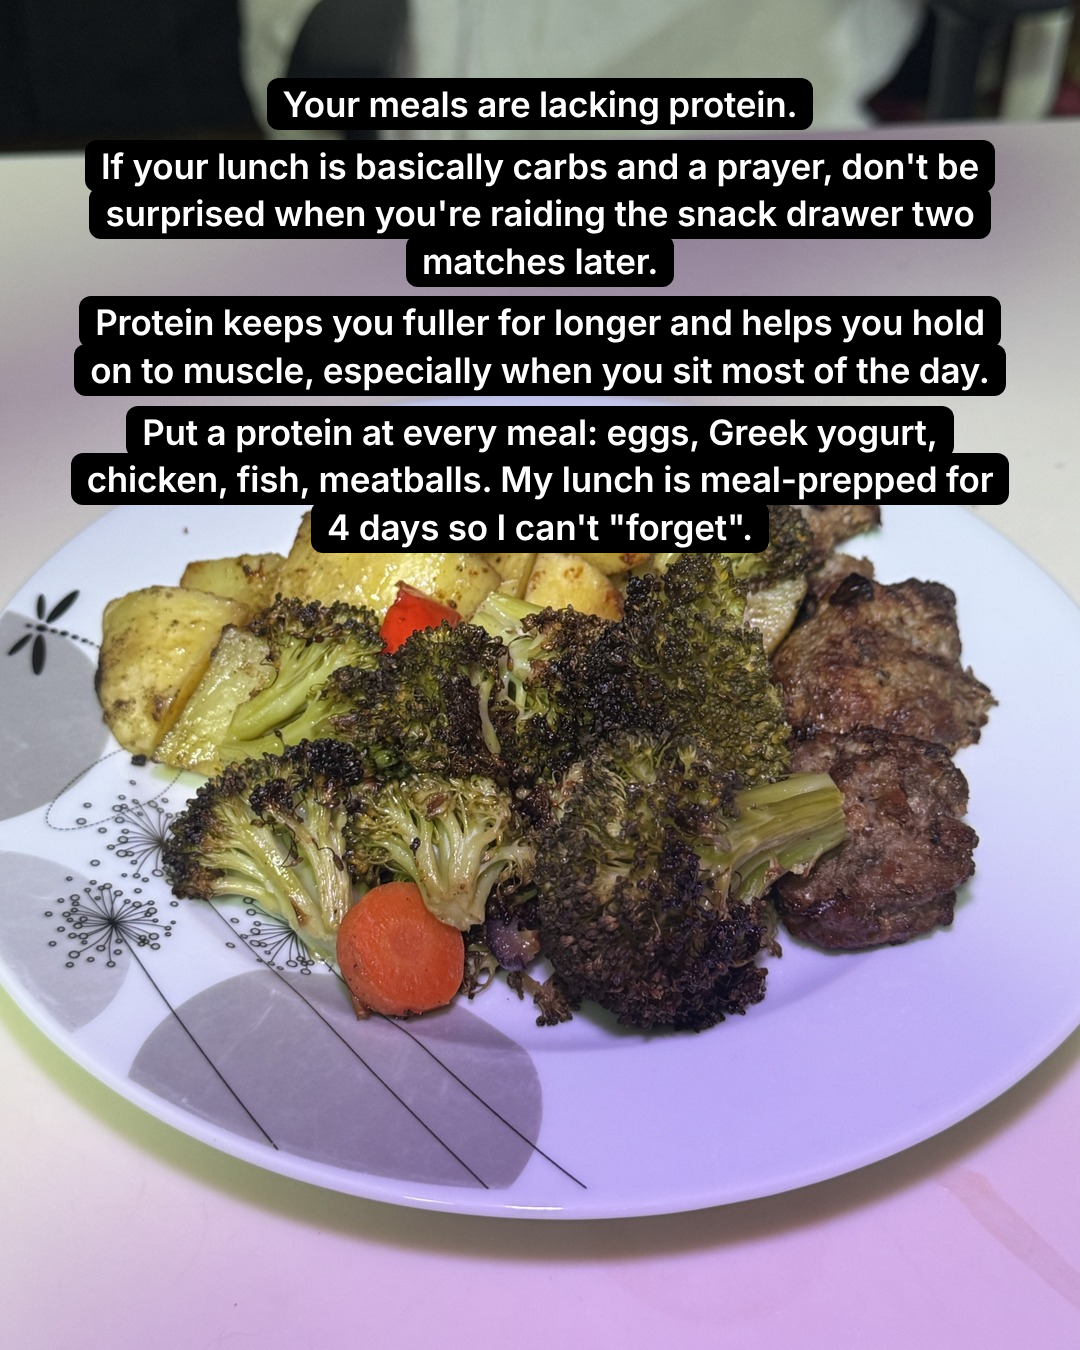 Your meals are lacking protein.
If your lunch is basically carbs and a prayer, don't be
surprised when you're raiding the snack drawer two
matches later.
Protein keeps you fuller for longer and helps you hold
on to muscle, especially when you sit most of the day.
Put a protein at every meal: eggs, Greek yogurt,
chicken, fish, meatballs. My lunch is meal-prepped for
4 days so I can't "forget".